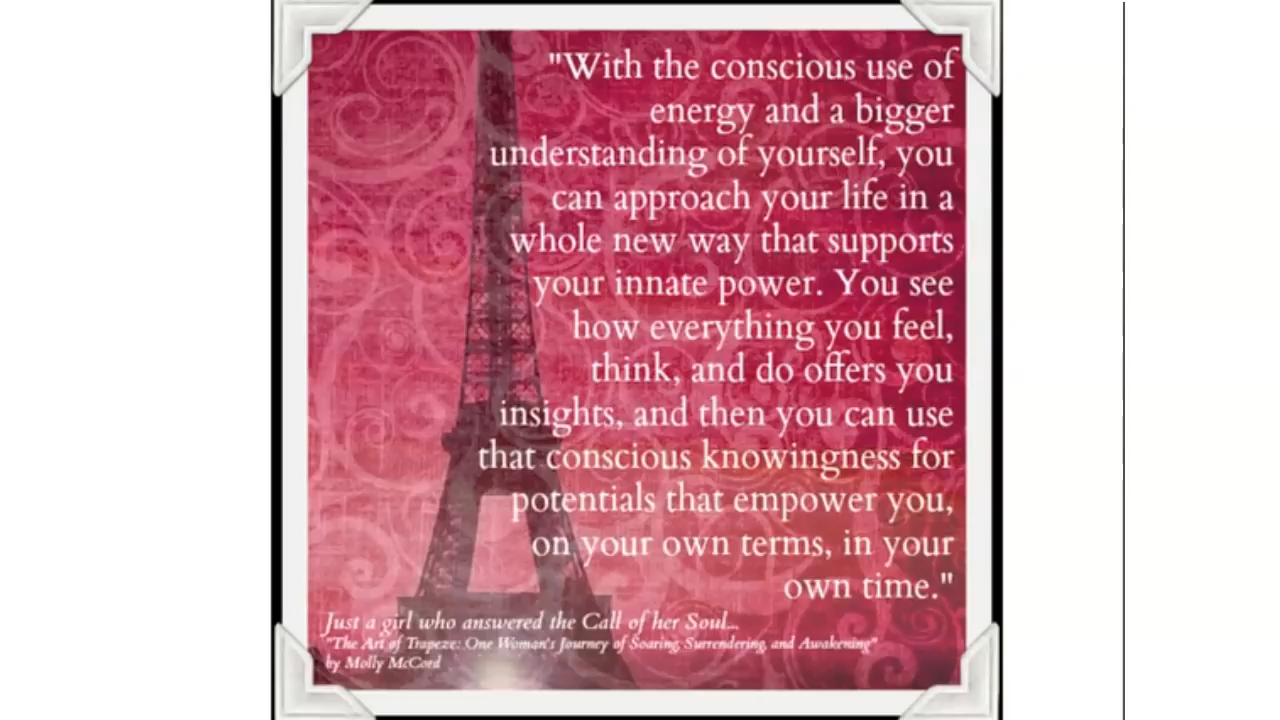 "With the conscious use of
energy and a bigger
understanding of yourself, you
can approach your life in a
whole new way that supports
your innate power. You see
how everything you feel,
think, and do offers you
insights, and then you can use
that conscious knowingness for
potentials that empower you,
on your own terms, in your
own time."
Just a girl who answered the Call of her Soul...
"The Art of Trapeze: One Woman's Journey of Soaring, Surrendering, and Awakening"
by Molly McCord